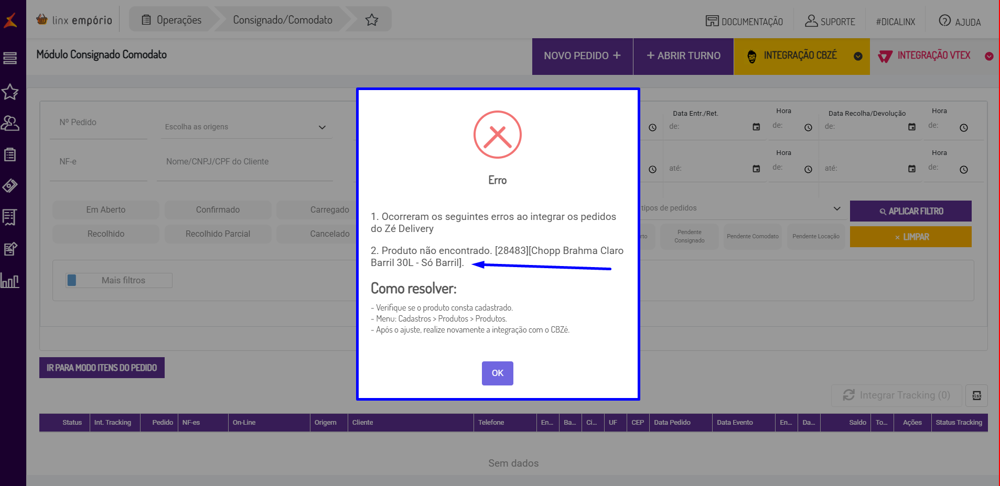 linx empório
Operações
Consignado/Comodato
DOCUMENTAÇÃO
SUPORTE
#DICALINX
AJUDA
Módulo Consignado Comodato
NOVO PEDIDO +
+ ABRIR TURNO
INTEGRAÇÃO CBZÉ
INTEGRAÇÃO VTEX
Nº Pedido
Escolha as origens
Data Entr./Ret.
de:
Hora
de:
Data Recolha/Devolução
de:
Hora
de:
NF-e
Nome/CNPJ/CPF do Cliente
até:
Hora
de:
até:
Hora
de:
Em Aberto
Confirmado
Carregado
tipos de pedidos
APLICAR FILTRO
Recolhido
Recolhido Parcial
Cancelado
Pendente
Consignado
Pendente Comodato
Pendente Locação
× LIMPAR
Mais filtros
Erro
1. Ocorreram os seguintes erros ao integrar os pedidos
do Zé Delivery
2. Produto não encontrado. [28483][Chopp Brahma Claro
Barril 30L - Só Barril].
Como resolver:
- Verifique se o produto consta cadastrado.
- Menu: Cadastros > Produtos > Produtos.
- Após o ajuste, realize novamente a integração com o CBZé.
OK
IR PARA MODO ITENS DO PEDIDO
Integrar Tracking (0)
xlsx
Status Int. Tracking Pedido NF-es On-Line Origem Cliente Telefone En... Ba... Ci... UF CEP Data Pedido Data Evento En... Da... Saldo To... Ações Status Tracking
Sem dados